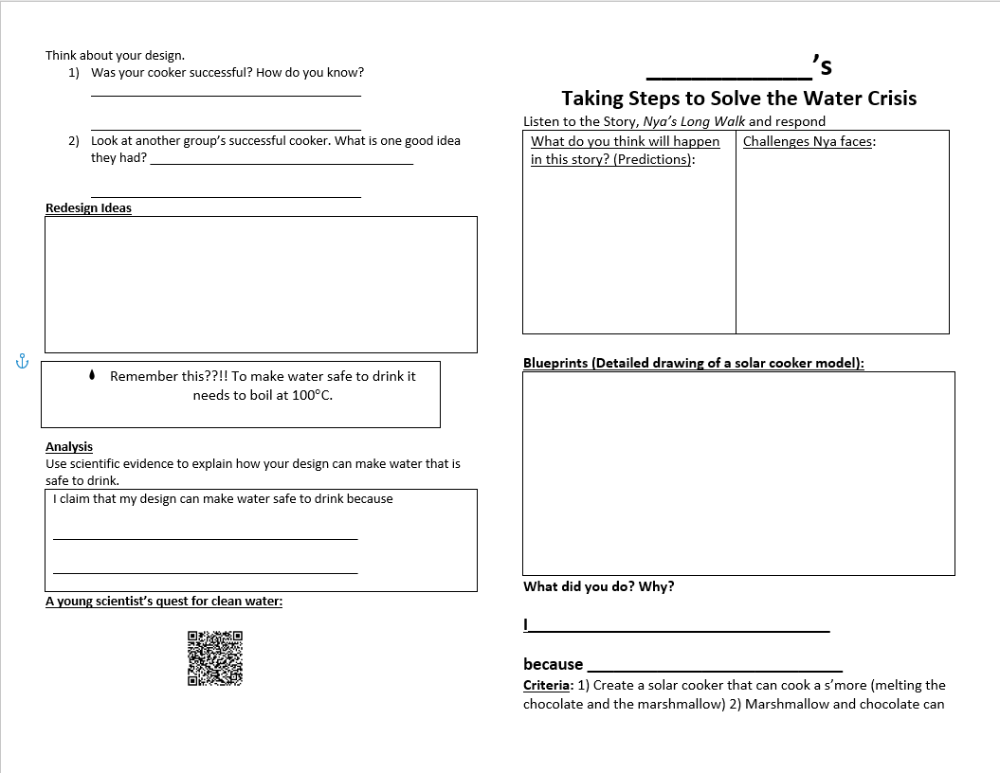 Think about your design.
1) Was your cooker successful? How do you know?
2) Look at another group's successful cooker. What is one good idea
they had? ____________________________________
Redesign Ideas
Remember this??!! To make water safe to drink it
needs to boil at 100°C.
Analysis
Use scientific evidence to explain how your design can make water that is
safe to drink.
I claim that my design can make water safe to drink because
A young scientist's quest for clean water:
___________'s
Taking Steps to Solve the Water Crisis
Listen to the Story, Nya's Long Walk and respond
What do you think will happen
in this story? (Predictions):
Challenges Nya faces:
Blueprints (Detailed drawing of a solar cooker model):
What did you do? Why?
I__________________________________
because ____________________________
Criteria: 1) Create a solar cooker that can cook a s'more (melting the
chocolate and the marshmallow) 2) Marshmallow and chocolate can